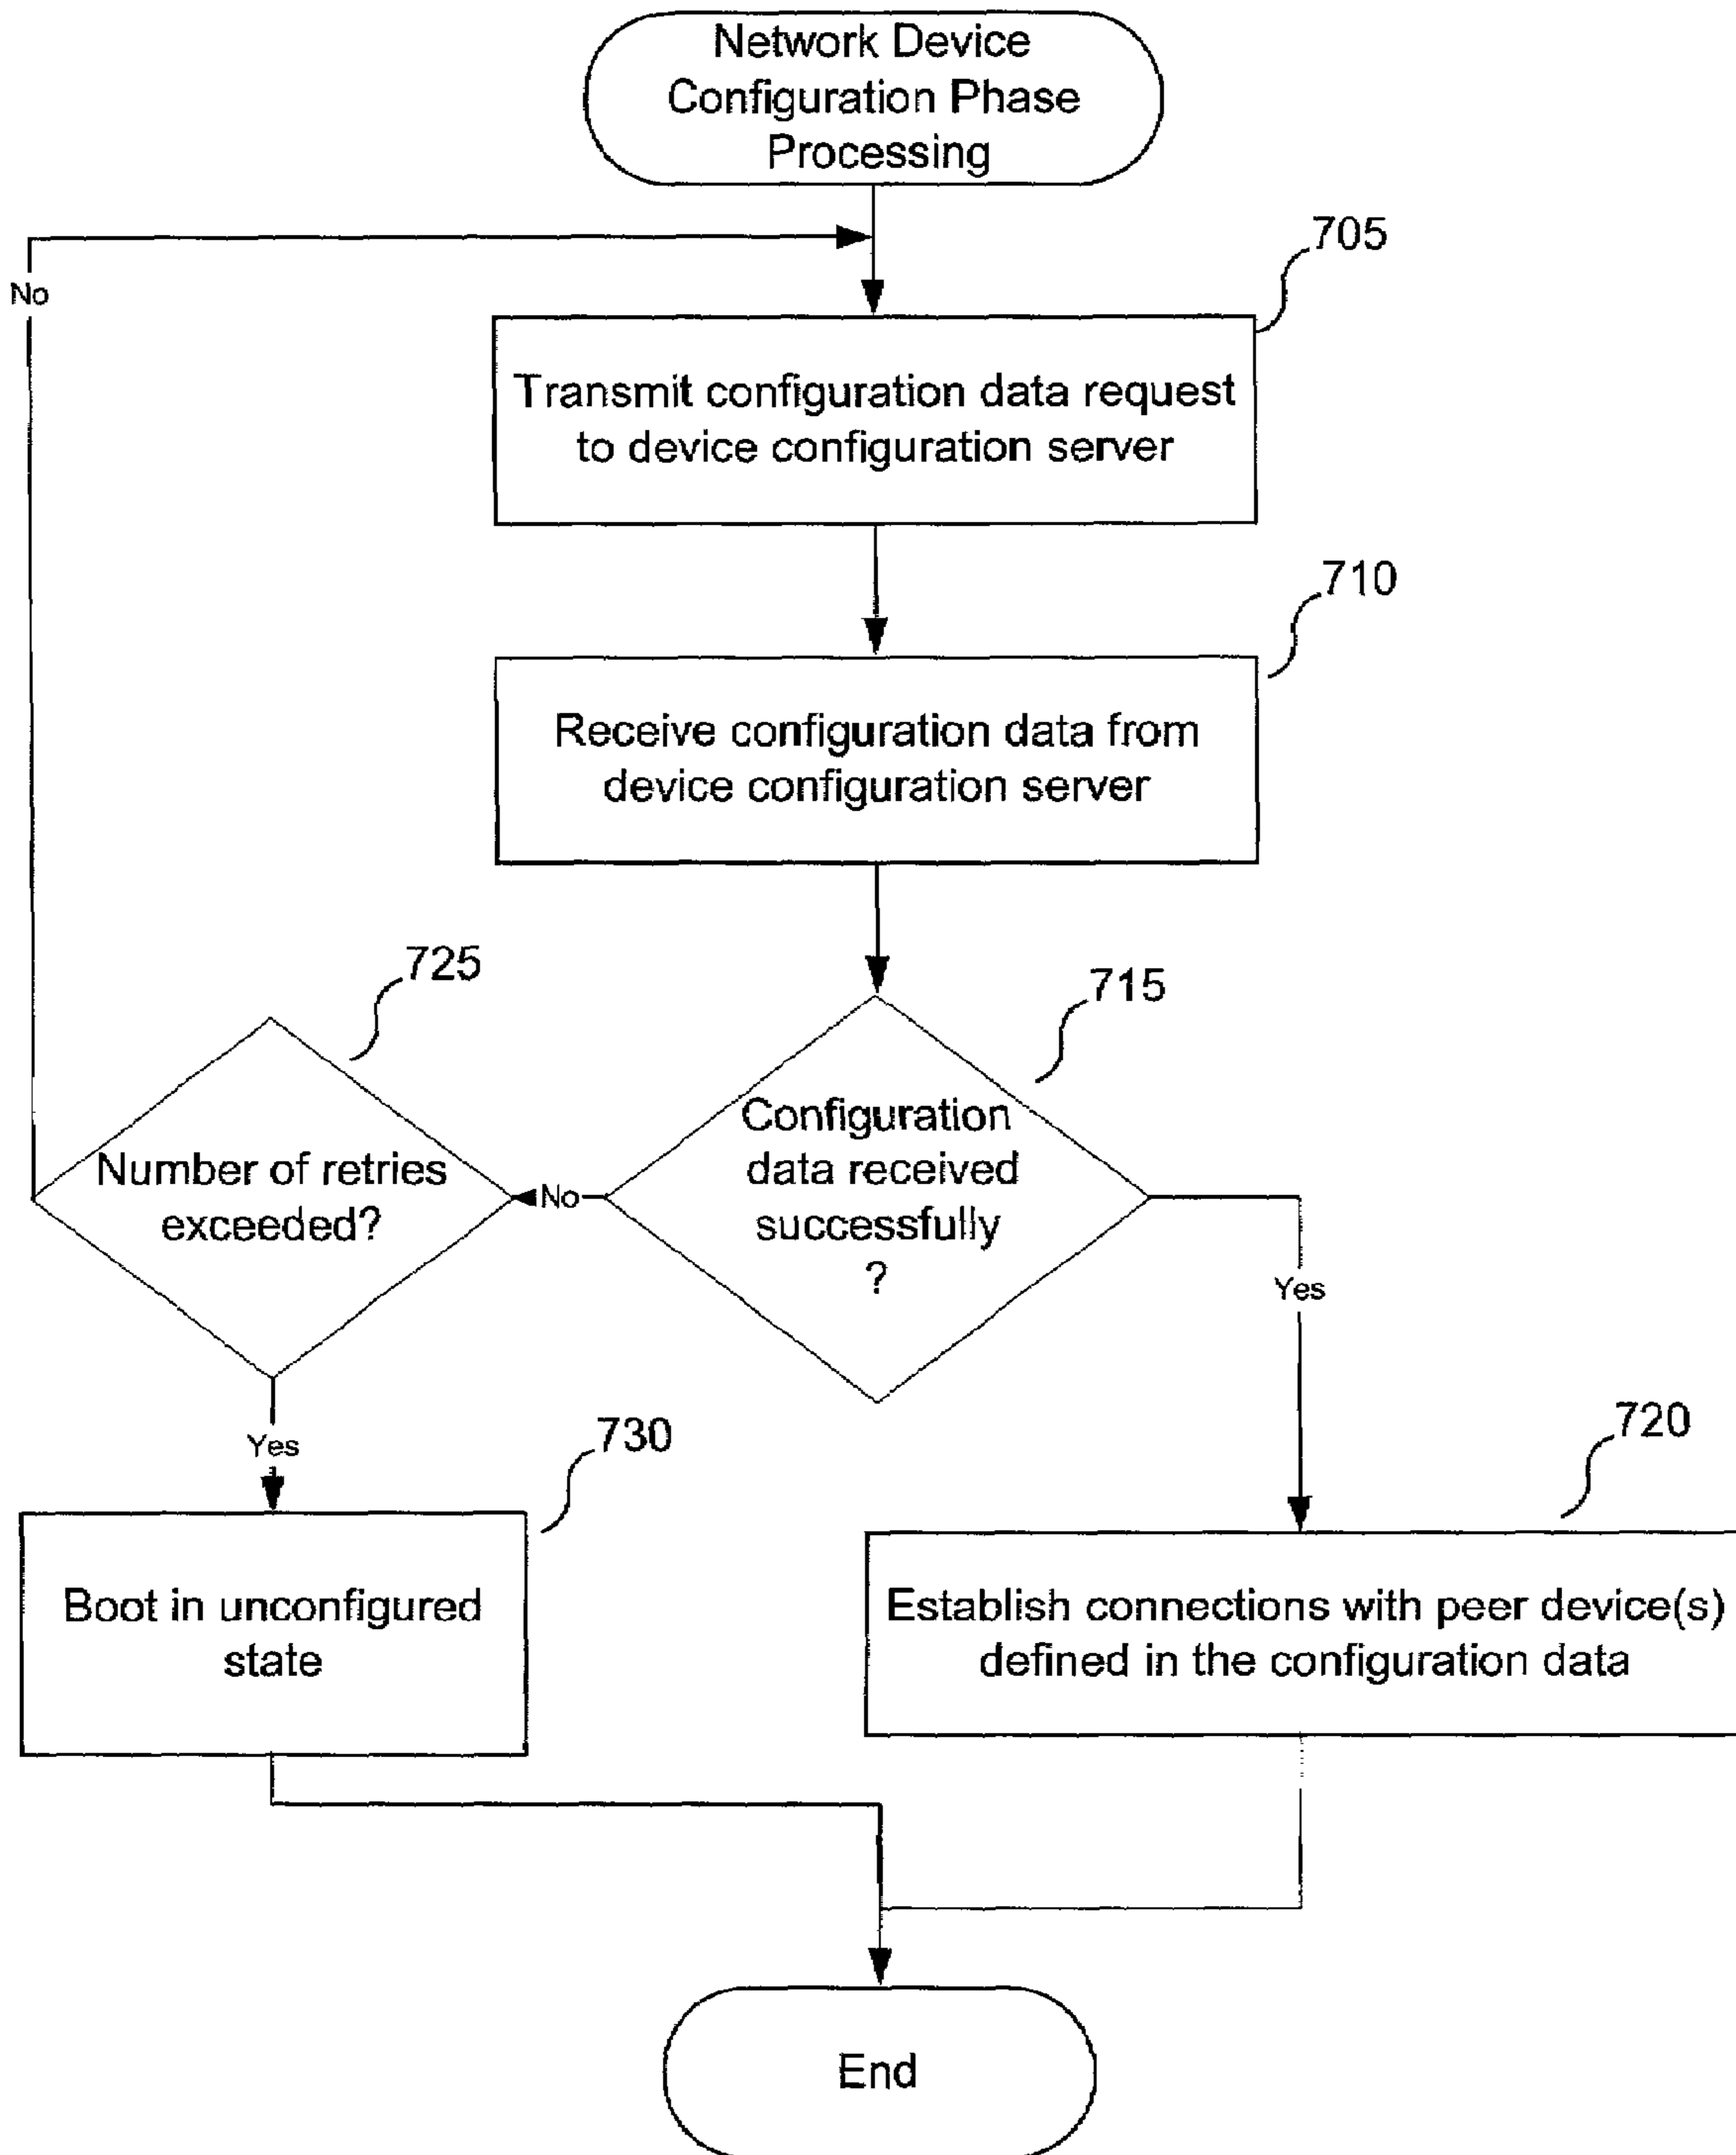 Network Device
Configuration Phase
Processing
No
705
Transmit configuration data request
to device configuration server
710
Receive configuration data from
device configuration server
725
715
Number of retries
exceeded?
No
Configuration
data received
successfully
?
Yes
Yes
730
720
Boot in unconfigured
state
Establish connections with peer device(s)
defined in the configuration data
End